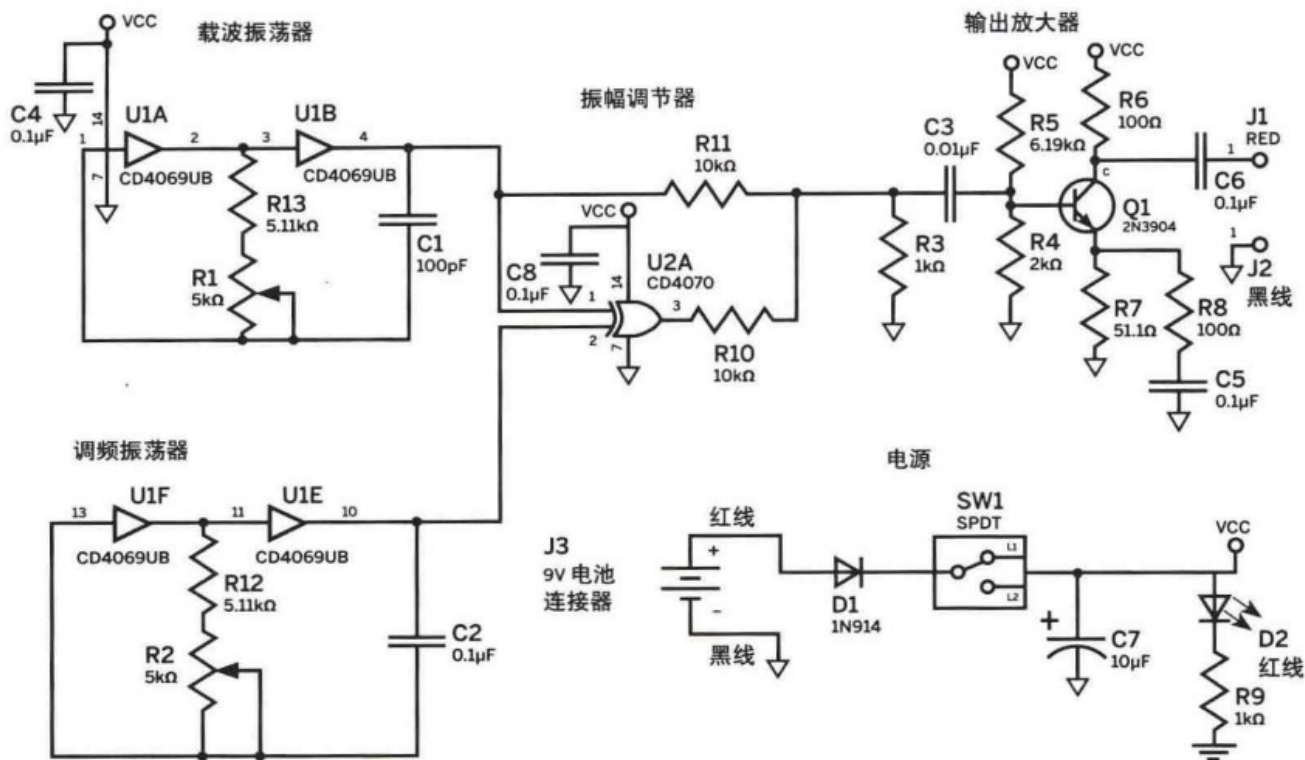 VCC
载波振荡器
C4
0.1µF
14
1
7
U1A
2
CD4069UB
3
U1B
4
CD4069UB
R13
5.11kΩ
R1
5kΩ
C1
100pF
振幅调节器
R11
10kΩ
VCC
C8
0.1µF
14
U2A
CD4070
1
2
3
7
R10
10kΩ
输出放大器
VCC
VCC
C3
0.01µF
R5
6.19kΩ
R6
100Ω
J1
RED
1
C6
0.1µF
C
Q1
2N3904
R3
1kΩ
R4
2kΩ
1
J2
黑线
R7
51.1Ω
R8
100Ω
C5
0.1µF
调频振荡器
13
U1F
CD4069UB
11
U1E
10
CD4069UB
R12
5.11kΩ
R2
5kΩ
C2
0.1µF
电源
J3
9V 电池
连接器
红线
+
−
黑线
D1
1N914
SW1
SPDT
L1
L2
+
C7
10µF
VCC
D2
红线
R9
1kΩ